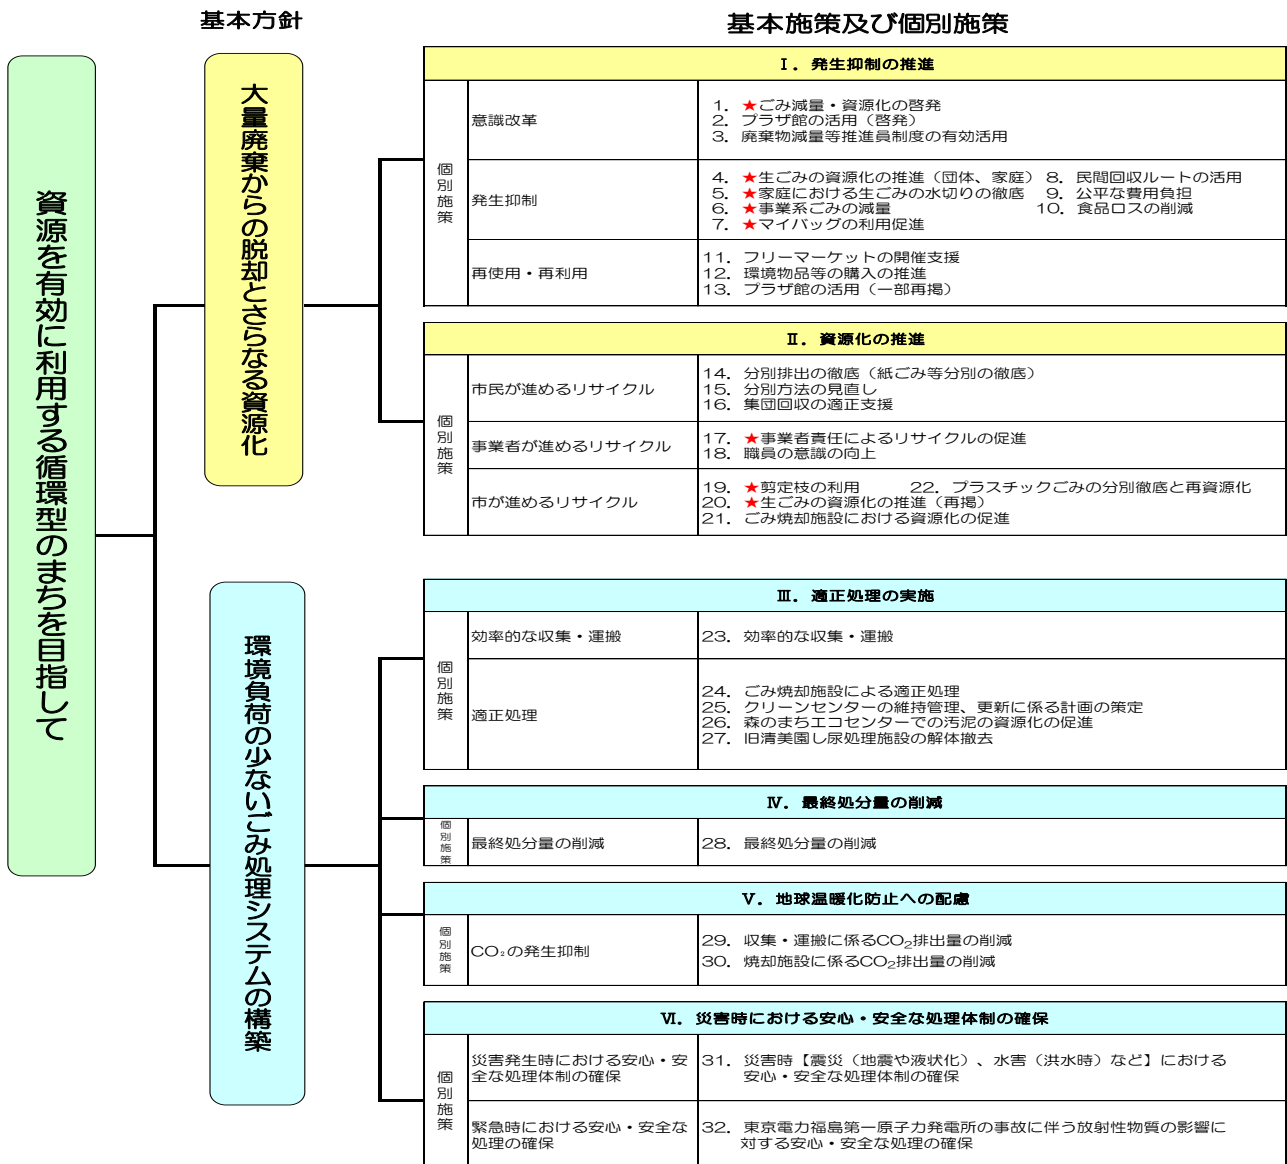 基本方針
基本施策及び個別施策
資源を有効に利用する循環型のまちを目指して
大量廃棄からの脱却とさらなる資源化
Ⅰ．発生抑制の推進
個別施策
意識改革
1．★ごみ減量・資源化の啓発
2．プラザ館の活用（啓発）
3．廃棄物減量等推進員制度の有効活用
発生抑制
4．★生ごみの資源化の推進（団体、家庭） 8．民間回収ルートの活用
5．★家庭における生ごみの水切りの徹底 9．公平な費用負担
6．★事業系ごみの減量 10．食品ロスの削減
7．★マイバッグの利用促進
再使用・再利用
11．フリーマーケットの開催支援
12．環境物品等の購入の推進
13．プラザ館の活用（一部再掲）
Ⅱ．資源化の推進
個別施策
市民が進めるリサイクル
14．分別排出の徹底（紙ごみ等分別の徹底）
15．分別方法の見直し
16．集団回収の適正支援
事業者が進めるリサイクル
17．★事業者責任によるリサイクルの促進
18．職員の意識の向上
市が進めるリサイクル
19．★剪定枝の利用 22．プラスチックごみの分別徹底と再資源化
20．★生ごみの資源化の推進（再掲）
21．ごみ焼却施設における資源化の促進
環境負荷の少ないごみ処理システムの構築
Ⅲ．適正処理の実施
個別施策
効率的な収集・運搬
23．効率的な収集・運搬
適正処理
24．ごみ焼却施設による適正処理
25．クリーンセンターの維持管理、更新に係る計画の策定
26．森のまちエコセンターでの汚泥の資源化の促進
27．旧清美園し尿処理施設の解体撤去
Ⅳ．最終処分量の削減
個別施策
最終処分量の削減
28．最終処分量の削減
Ⅴ．地球温暖化防止への配慮
個別施策
CO₂の発生抑制
29．収集・運搬に係るCO₂排出量の削減
30．焼却施設に係るCO₂排出量の削減
Ⅵ．災害時における安心・安全な処理体制の確保
個別施策
災害発生時における安心・安
全な処理体制の確保
31．災害時【震災（地震や液状化）、水害（洪水時）など】における
安心・安全な処理体制の確保
緊急時における安心・安全な
処理の確保
32．東京電力福島第一原子力発電所の事故に伴う放射性物質の影響に
対する安心・安全な処理の確保